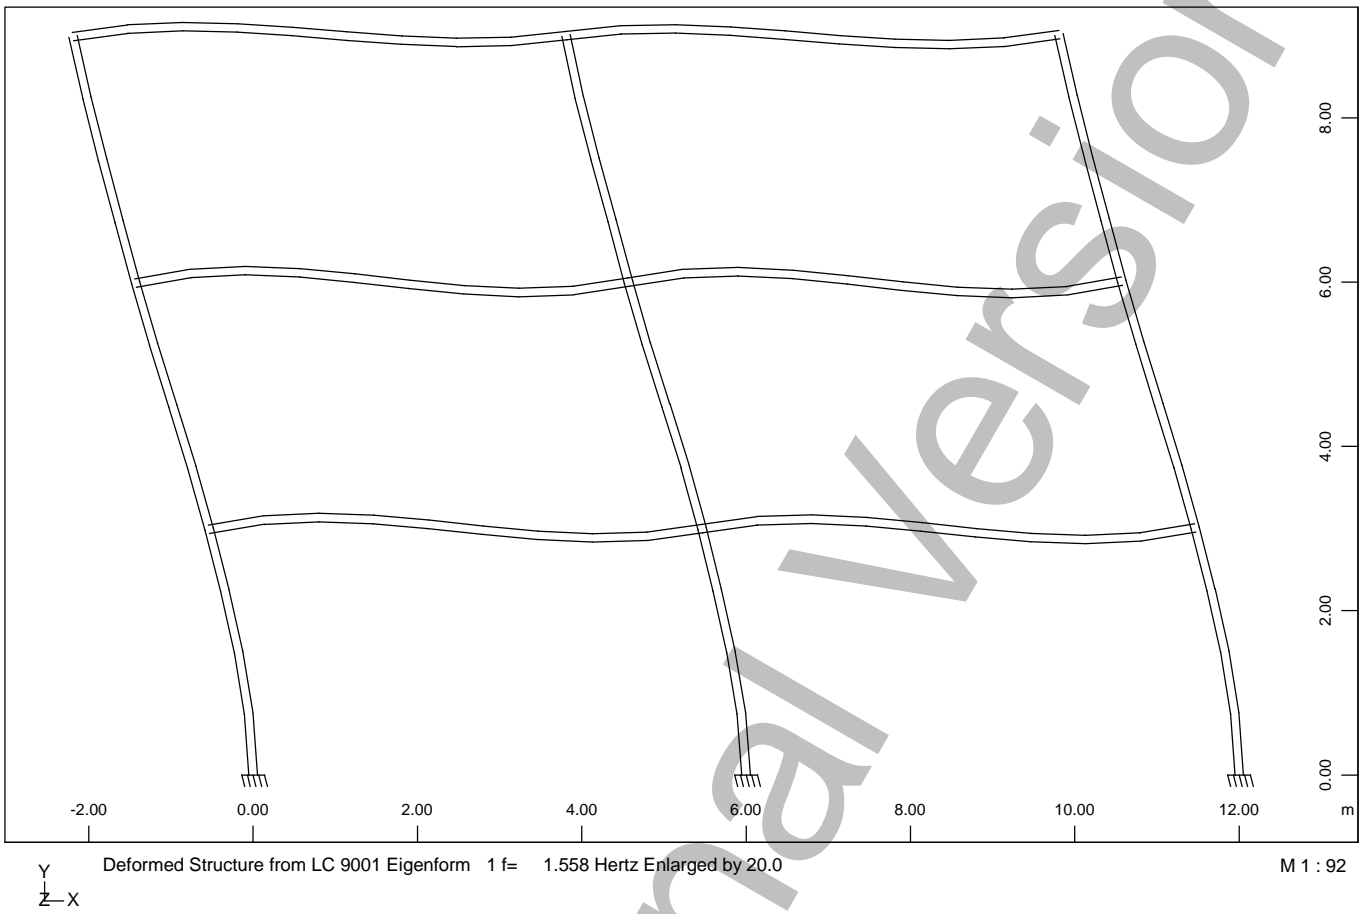 8.00
6.00
4.00
2.00
0.00
-2.00 0.00 2.00 4.00 6.00 8.00 10.00 12.00 m
Deformed Structure from LC 9001 Eigenform 1 f= 1.558 Hertz Enlarged by 20.0
M 1 : 92
Y
Z X
nal Version